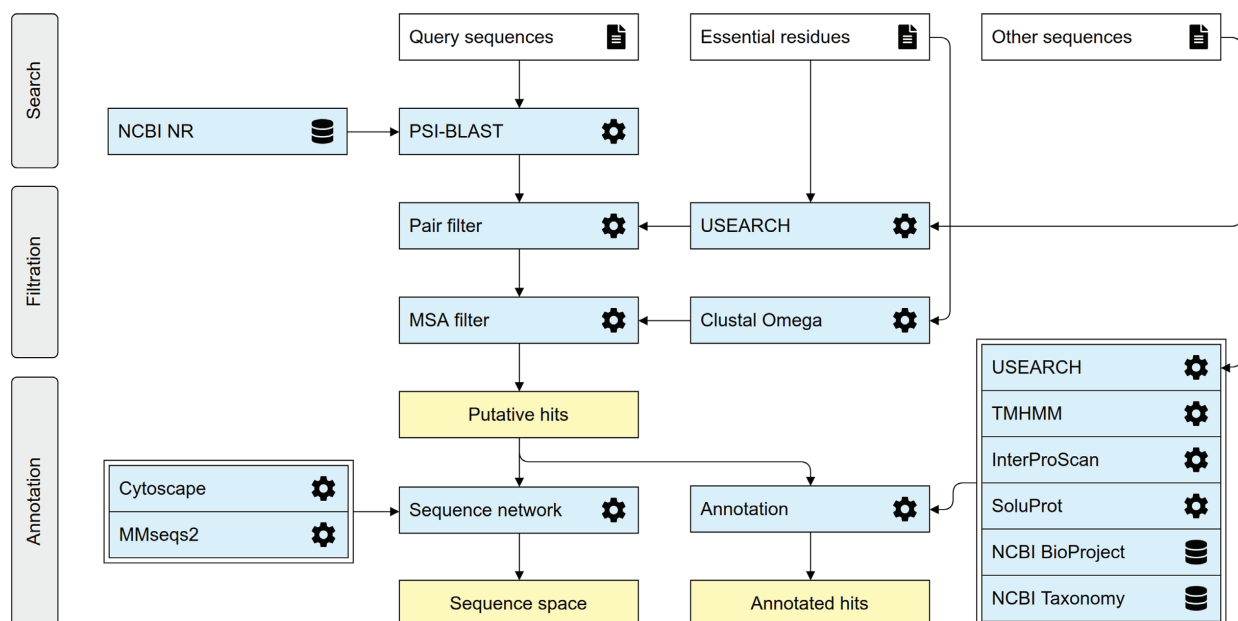 Search
Query sequences
Essential residues
Other sequences
NCBI NR
PSI-BLAST
Filtration
Pair filter
USEARCH
MSA filter
Clustal Omega
Annotation
Putative hits
USEARCH
TMHMM
InterProScan
SoluProt
NCBI BioProject
NCBI Taxonomy
Cytoscape
MMseqs2
Sequence network
Annotation
Sequence space
Annotated hits